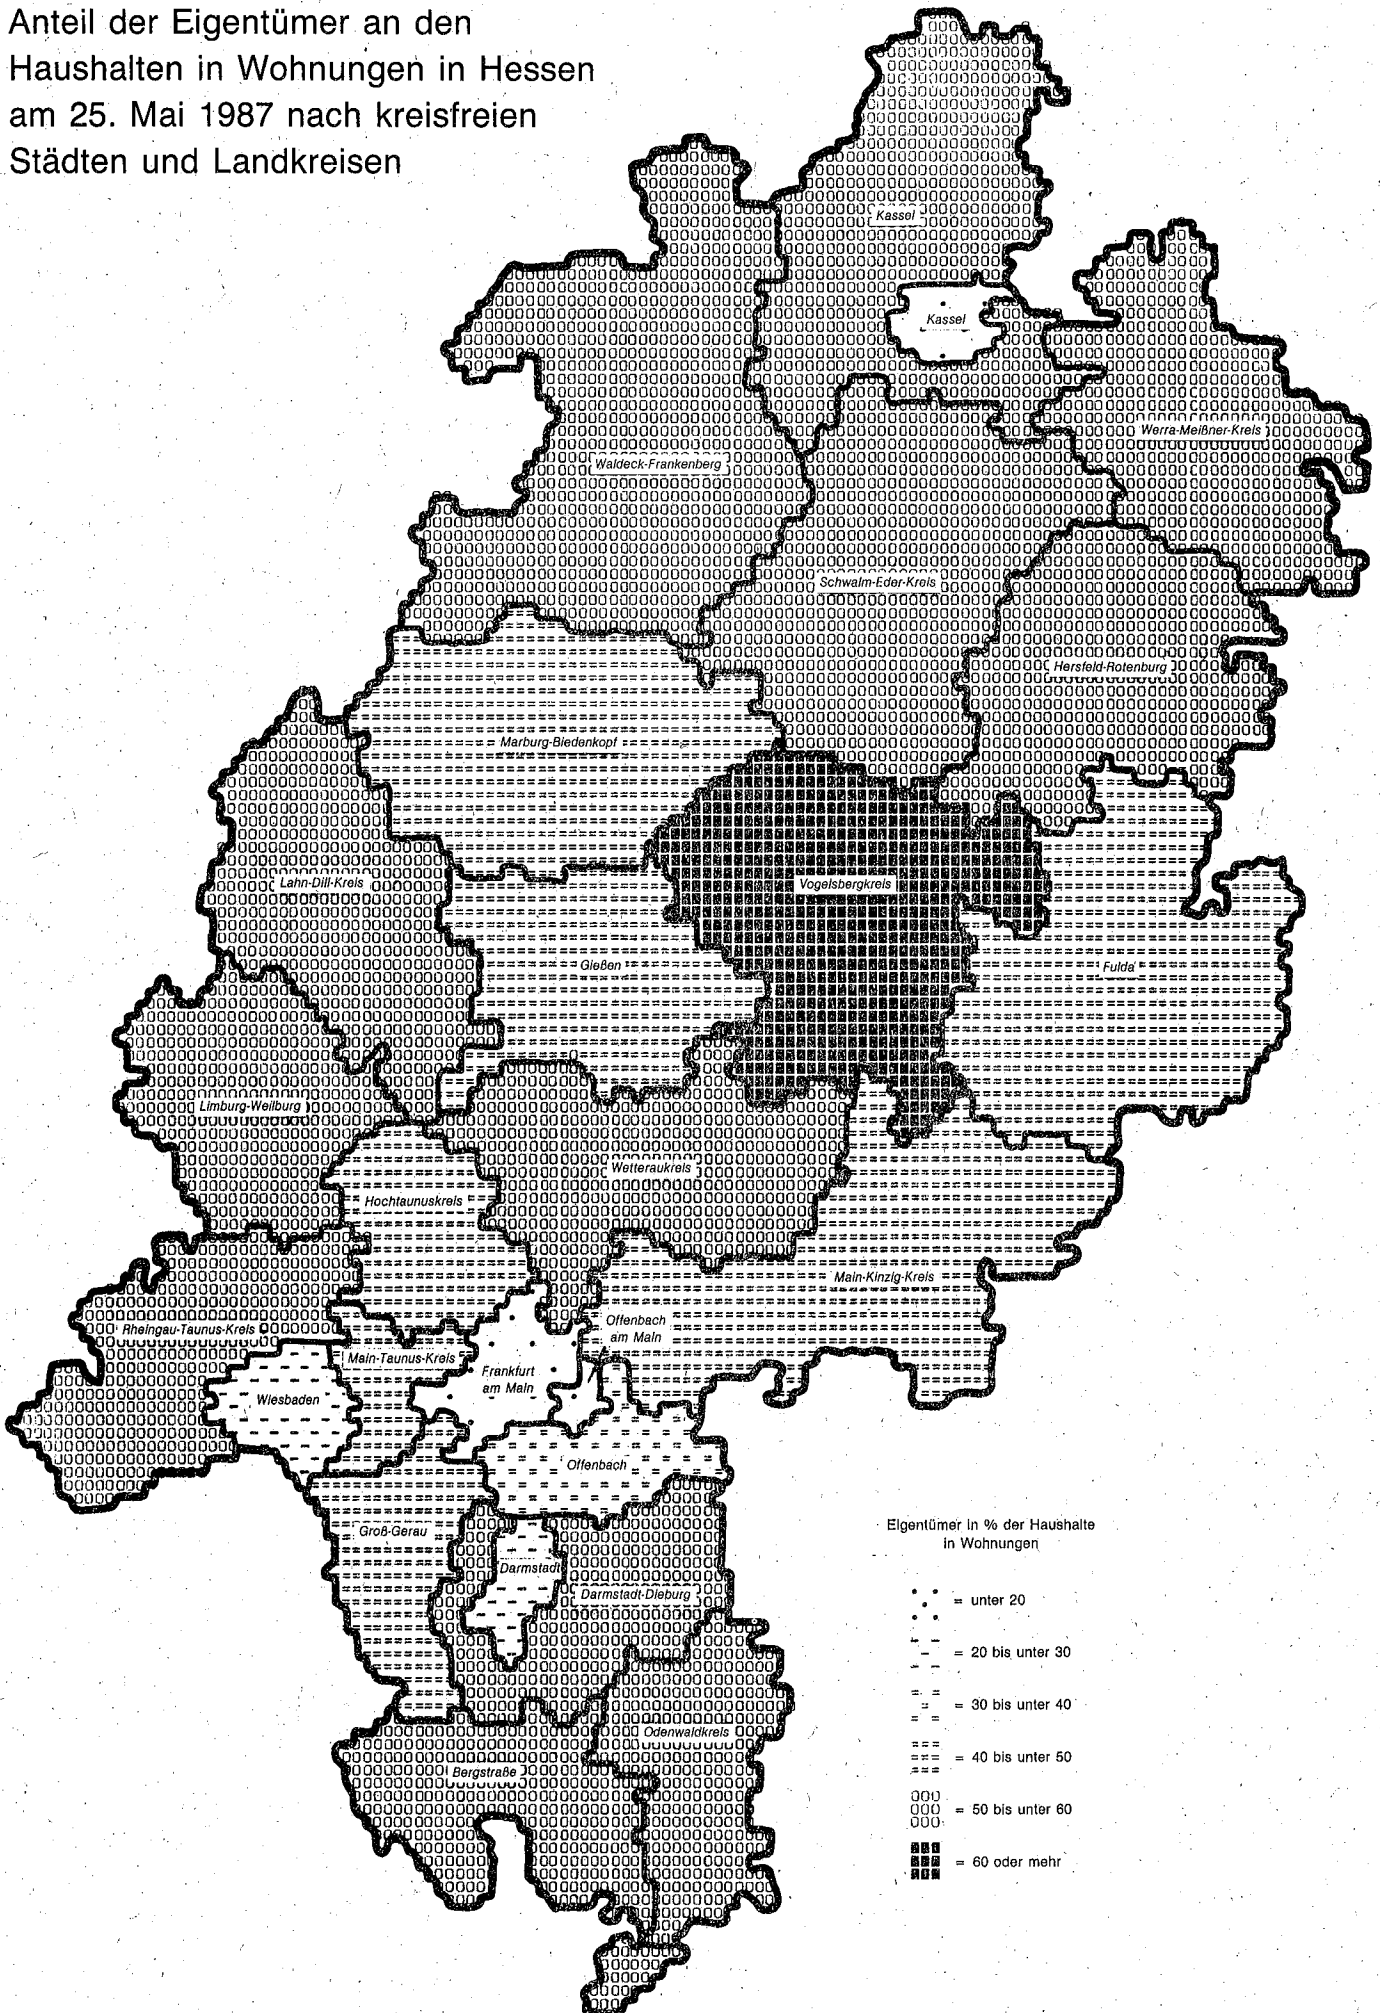 Anteil der Eigentümer an den
Haushalten in Wohnungen in Hessen
am 25. Mai 1987 nach kreisfreien
Städten und Landkreisen
Kassel
Kassel
Werra-Meißner-Kreis
Waldeck-Frankenberg
Schwalm-Eder-Kreis
Hersfeld-Rotenburg
Marburg-Biedenkopf
Lahn-Dill-Kreis
Vogelsbergkreis
Gießen
Fulda
Limburg-Weilburg
Wetteraukreis
Hochtaunuskreis
Main-Kinzig-Kreis
Offenbach
am Main
Rheingau-Taunus-Kreis
Main-Taunus-Kreis
Frankfurt
am Main
Wiesbaden
Offenbach
Groß-Gerau
Darmstadt
Darmstadt-Dieburg
Odenwaldkreis
Bergstraße
Eigentümer in % der Haushalte
in Wohnungen
= unter 20
= 20 bis unter 30
= 30 bis unter 40
= 40 bis unter 50
= 50 bis unter 60
= 60 oder mehr